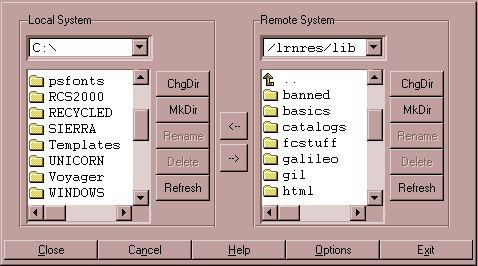 Local System
C:\
psfonts
RCS2000
RECYCLED
SIERRA
Templates
UNICORN
Voyager
WINDOWS
ChgDir
MkDir
Rename
Delete
Refresh
<--
-->
Remote System
/lrnres/lib
..
banned
basics
catalogs
fcstuff
galileo
gil
html
ChgDir
MkDir
Rename
Delete
Refresh
Close Cancel Help Options Exit